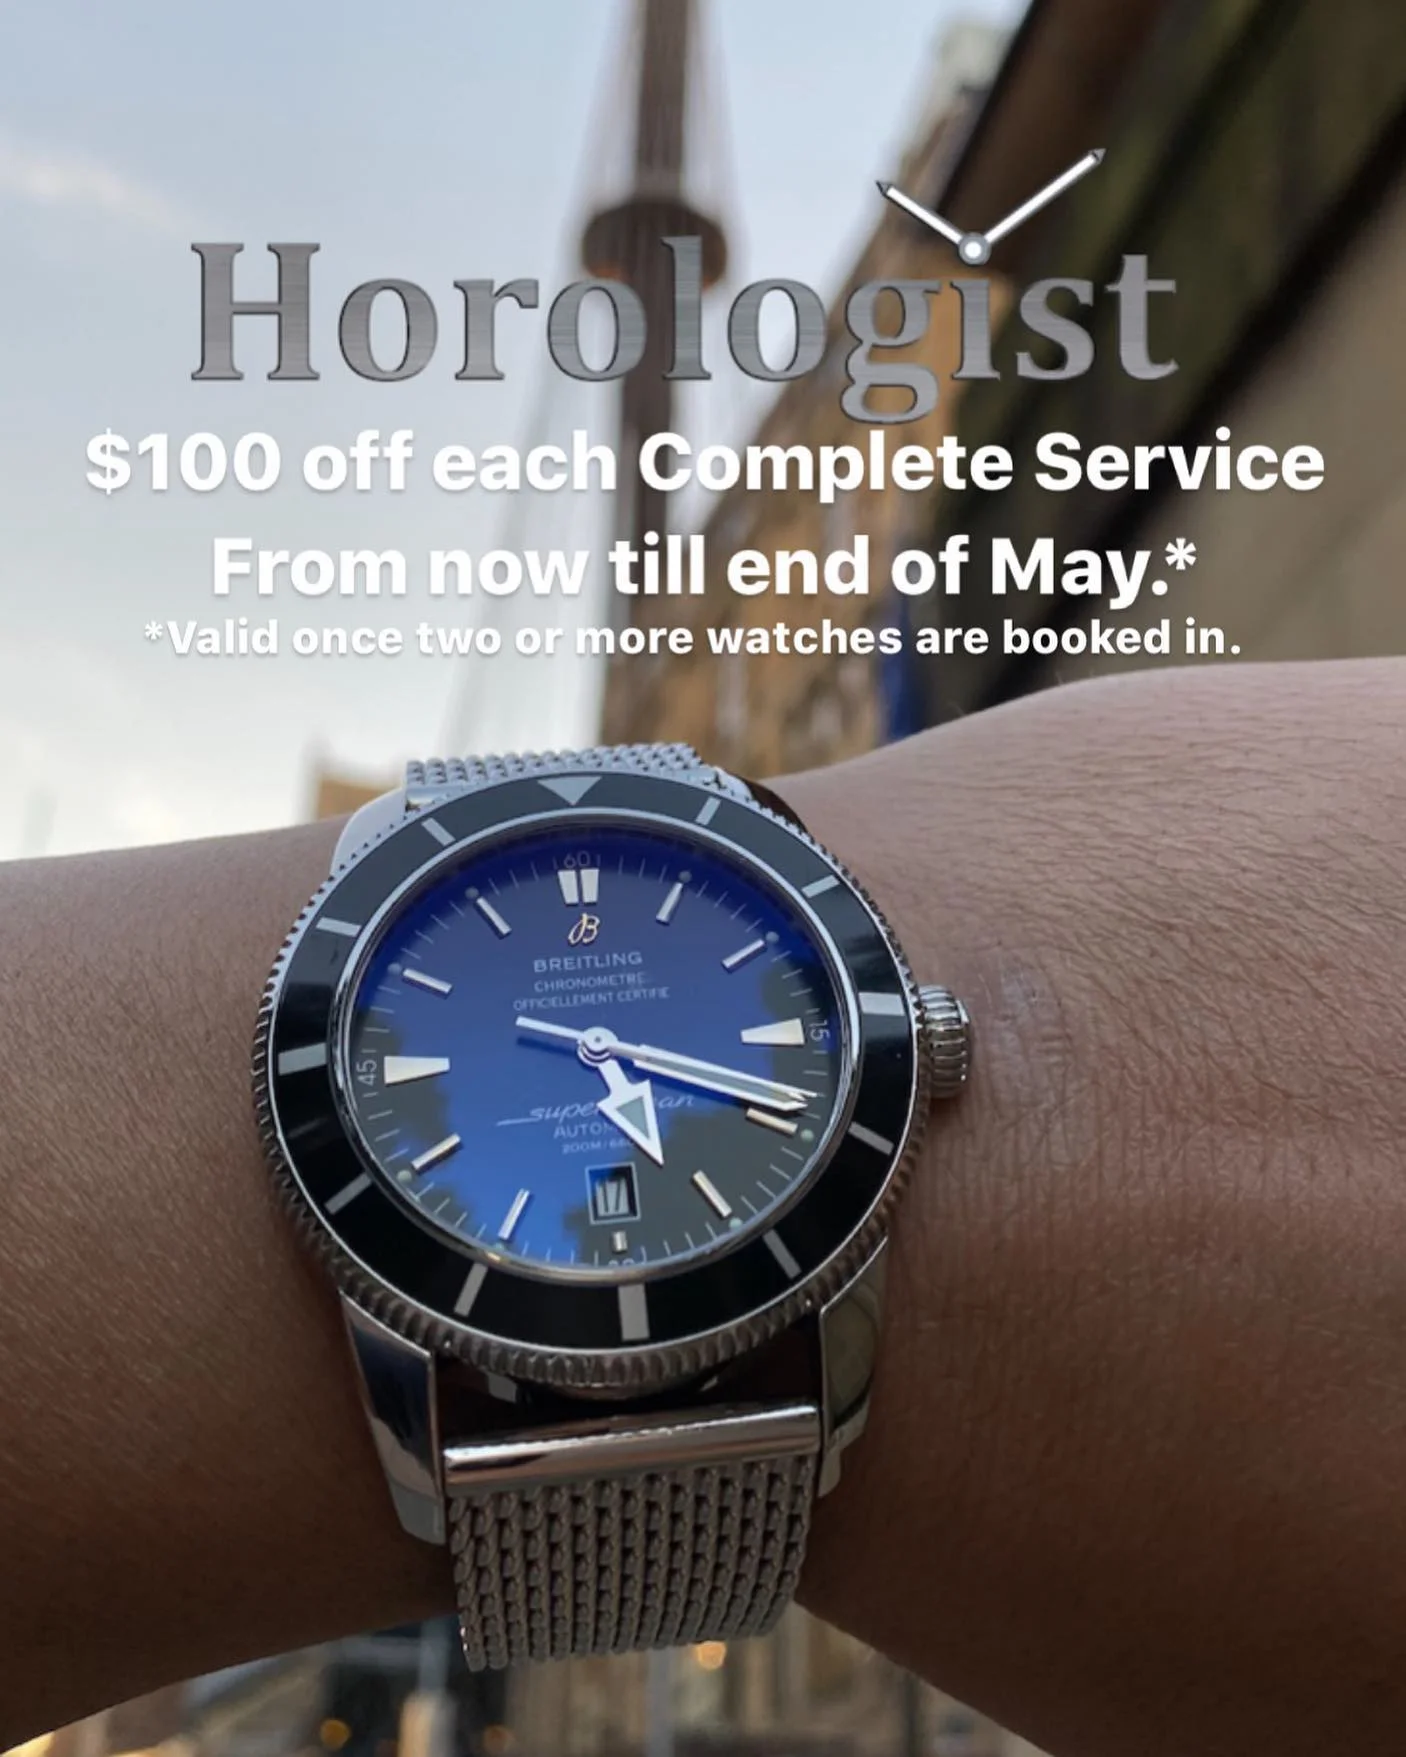 Horologist
$100 off each Complete Service
From now till end of May.*
*Valid once two or more watches are booked in.
60
B
BREITLING
CHRONOMETRE
OFFICIELLEMENT CERTIFIE
15
45
17